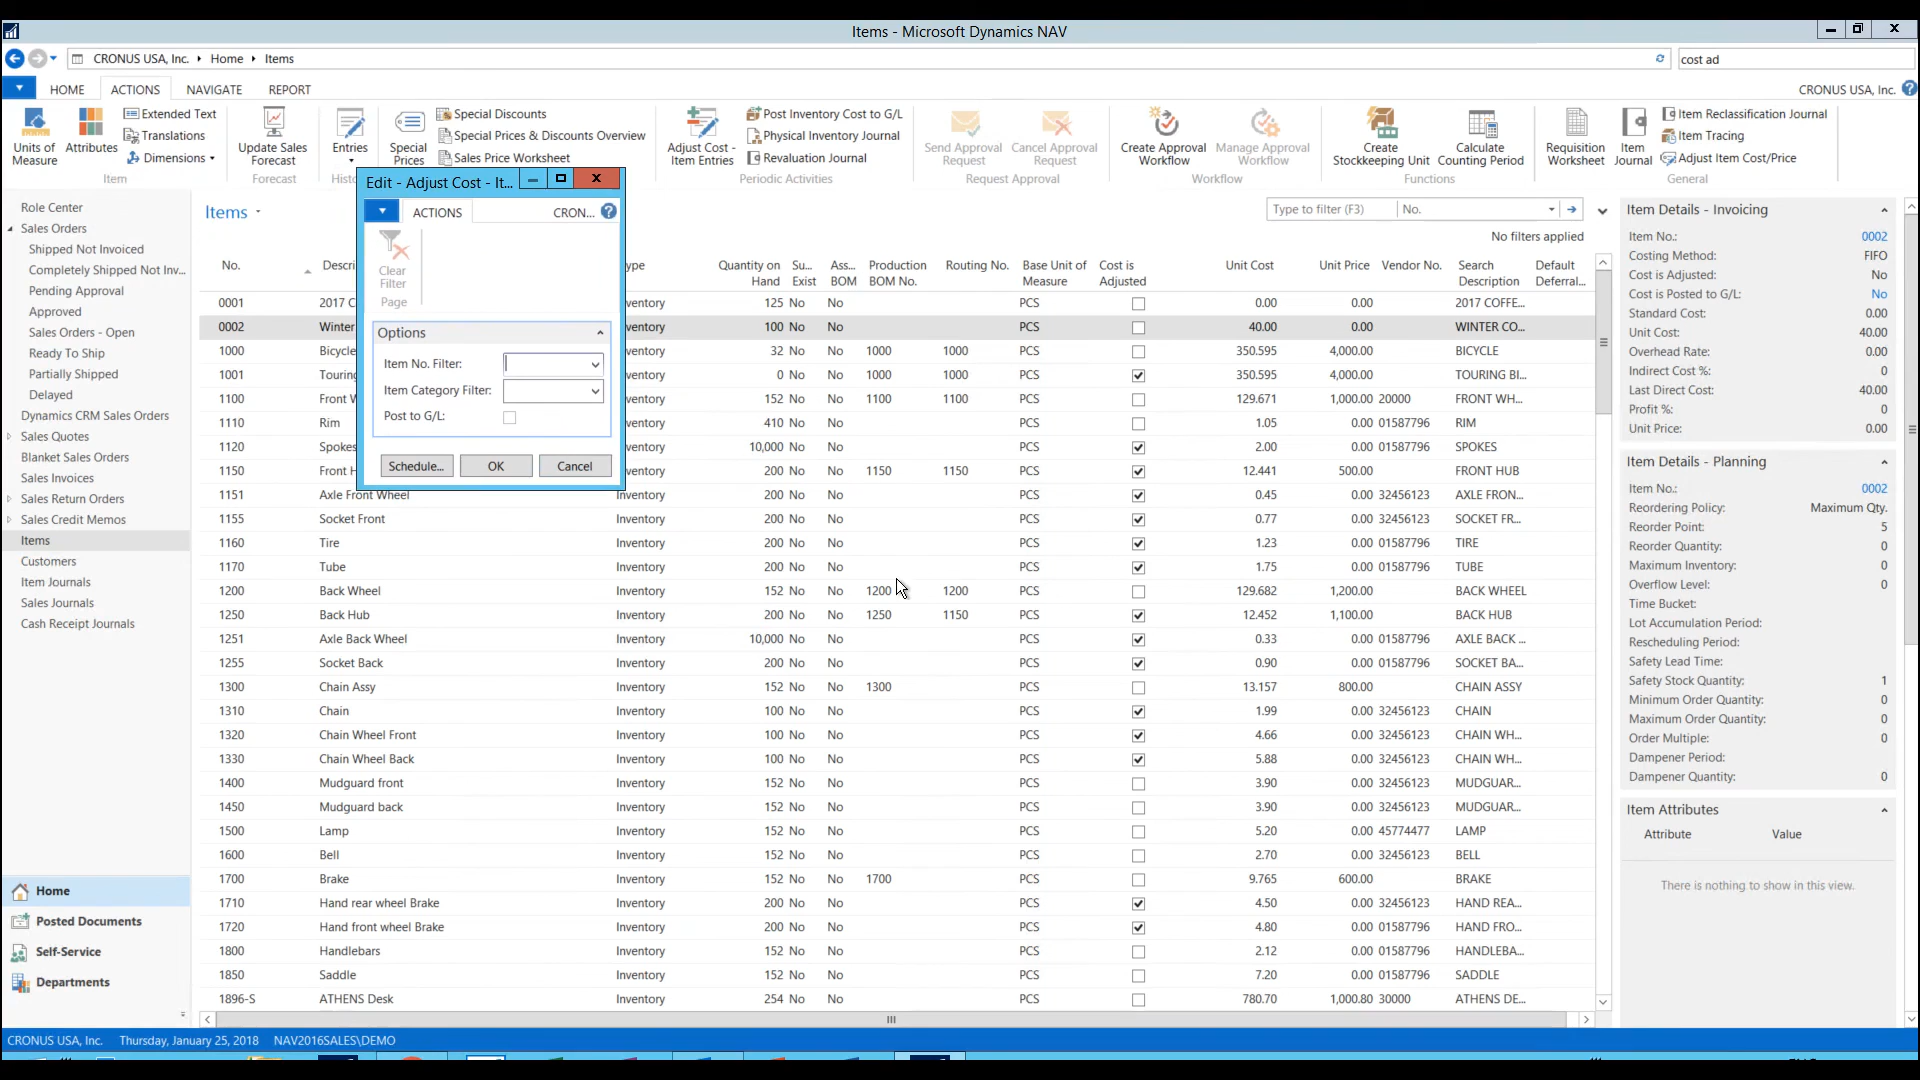 Items - Microsoft Dynamics NAV
CRONUS USA, Inc. Home Items
cost ad
HOME ACTIONS NAVIGATE REPORT
CRONUS USA, Inc.
Units of Measure
Attributes
Extended Text
Translations
Dimensions
Item
Update Sales Forecast
Forecast
Entries
Special Prices
Special Discounts
Special Prices & Discounts Overview
Sales Price Worksheet
Adjust Cost - Item Entries
Post Inventory Cost to G/L
Physical Inventory Journal
Revaluation Journal
Periodic Activities
Send Approval Request
Cancel Approval Request
Request Approval
Create Approval Workflow
Manage Approval Workflow
Workflow
Create Stockkeeping Unit
Calculate Counting Period
Functions
Requisition Worksheet
Item Journal
Item Reclassification Journal
Item Tracing
Adjust Item Cost/Price
General
Role Center
Sales Orders
Shipped Not Invoiced
Completely Shipped Not Inv...
Pending Approval
Approved
Sales Orders - Open
Ready To Ship
Partially Shipped
Delayed
Dynamics CRM Sales Orders
Sales Quotes
Blanket Sales Orders
Sales Invoices
Sales Return Orders
Sales Credit Memos
Items
Customers
Item Journals
Sales Journals
Cash Receipt Journals
Home
Posted Documents
Self-Service
Departments
Edit - Adjust Cost - It...
ACTIONS CRON...
Clear Filter
Page
Options
Item No. Filter:
Item Category Filter:
Post to G/L:
Schedule... OK Cancel
Items
Type to filter (F3) No.
No filters applied
No. Descri ype Quantity on Hand Su... Exist Ass... BOM Production BOM No. Routing No. Base Unit of Measure Cost is Adjusted Unit Cost Unit Price Vendor No. Search Description Default Deferral...
0001 2017 C ventory 125 No No PCS 0.00 0.00 2017 COFFE...
0002 Winter ventory 100 No No PCS 40.00 0.00 WINTER CO...
1000 Bicycle ventory 32 No No 1000 1000 PCS 350.595 4,000.00 BICYCLE
1001 Touring ventory 0 No No 1000 1000 PCS 350.595 4,000.00 TOURING BI...
1100 Front W ventory 152 No No 1100 1100 PCS 129.671 1,000.00 20000 FRONT WH...
1110 Rim ventory 410 No No PCS 1.05 0.00 01587796 RIM
1120 Spokes ventory 10,000 No No PCS 2.00 0.00 01587796 SPOKES
1150 Front H ventory 200 No No 1150 1150 PCS 12.441 500.00 FRONT HUB
1151 Axle Front Wheel Inventory 200 No No PCS 0.45 0.00 32456123 AXLE FRON...
1155 Socket Front Inventory 200 No No PCS 0.77 0.00 32456123 SOCKET FR...
1160 Tire Inventory 200 No No PCS 1.23 0.00 01587796 TIRE
1170 Tube Inventory 200 No No PCS 1.75 0.00 01587796 TUBE
1200 Back Wheel Inventory 152 No No 1200 1200 PCS 129.682 1,200.00 BACK WHEEL
1250 Back Hub Inventory 200 No No 1250 1150 PCS 12.452 1,100.00 BACK HUB
1251 Axle Back Wheel Inventory 10,000 No No PCS 0.33 0.00 01587796 AXLE BACK ...
1255 Socket Back Inventory 200 No No PCS 0.90 0.00 01587796 SOCKET BA...
1300 Chain Assy Inventory 152 No No 1300 PCS 13.157 800.00 CHAIN ASSY
1310 Chain Inventory 100 No No PCS 1.99 0.00 32456123 CHAIN
1320 Chain Wheel Front Inventory 100 No No PCS 4.66 0.00 32456123 CHAIN WH...
1330 Chain Wheel Back Inventory 100 No No PCS 5.88 0.00 32456123 CHAIN WH...
1400 Mudguard front Inventory 152 No No PCS 3.90 0.00 32456123 MUDGUAR...
1450 Mudguard back Inventory 152 No No PCS 3.90 0.00 32456123 MUDGUAR...
1500 Lamp Inventory 152 No No PCS 5.20 0.00 45774477 LAMP
1600 Bell Inventory 152 No No PCS 2.70 0.00 32456123 BELL
1700 Brake Inventory 152 No No 1700 PCS 9.765 600.00 BRAKE
1710 Hand rear wheel Brake Inventory 200 No No PCS 4.50 0.00 32456123 HAND REA...
1720 Hand front wheel Brake Inventory 200 No No PCS 4.80 0.00 01587796 HAND FRO...
1800 Handlebars Inventory 152 No No PCS 2.12 0.00 01587796 HANDLEBA...
1850 Saddle Inventory 152 No No PCS 7.20 0.00 01587796 SADDLE
1896-S ATHENS Desk Inventory 254 No No PCS 780.70 1,000.80 30000 ATHENS DE...
Item Details - Invoicing
Item No.: 0002
Costing Method: FIFO
Cost is Adjusted: No
Cost is Posted to G/L: No
Standard Cost: 0.00
Unit Cost: 40.00
Overhead Rate: 0.00
Indirect Cost %: 0
Last Direct Cost: 40.00
Profit %: 0
Unit Price: 0.00
Item Details - Planning
Item No.: 0002
Reordering Policy: Maximum Qty.
Reorder Point: 5
Reorder Quantity: 0
Maximum Inventory: 0
Overflow Level: 0
Time Bucket:
Lot Accumulation Period:
Rescheduling Period:
Safety Lead Time:
Safety Stock Quantity: 1
Minimum Order Quantity: 0
Maximum Order Quantity: 0
Order Multiple: 0
Dampener Period:
Dampener Quantity: 0
Item Attributes
Attribute Value
There is nothing to show in this view.
CRONUS USA, Inc. Thursday, January 25, 2018 NAV2016SALES\DEMO